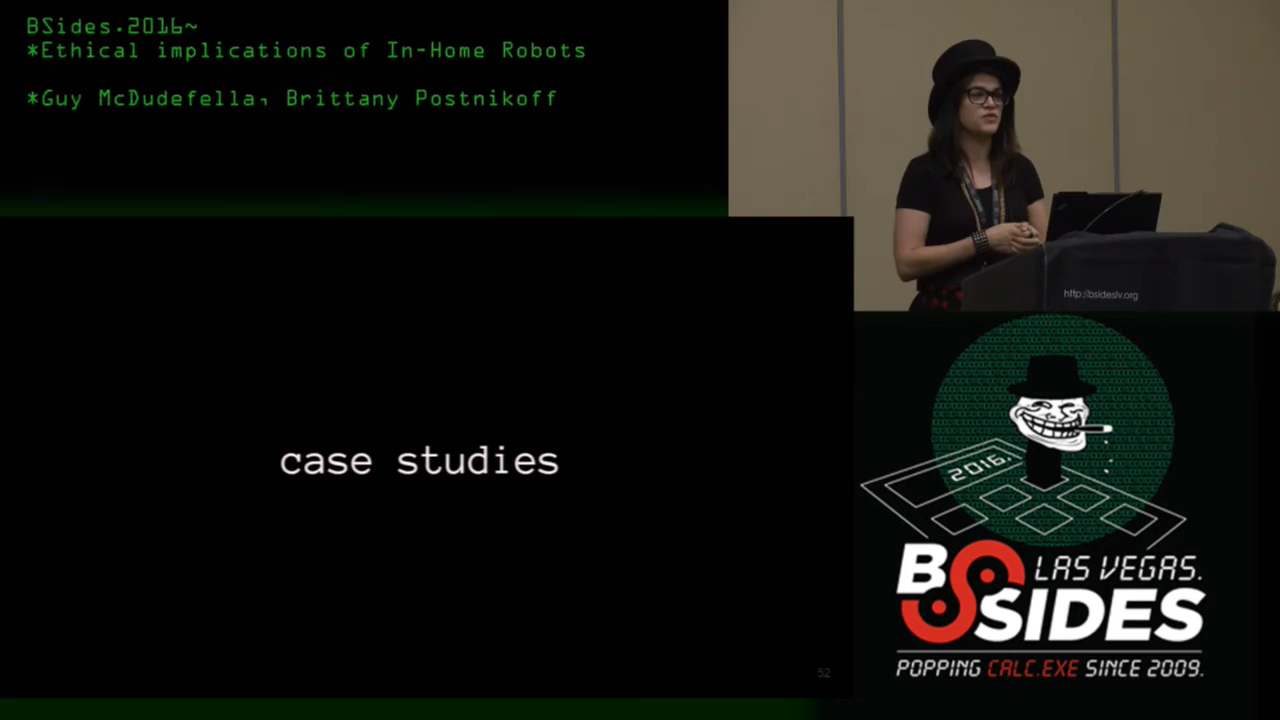 BSides.2016~
*Ethical implications of In-Home Robots
*Guy McDudefella, Brittany Postnikoff
http://bsideslv.org
case studies
2016.
BSIDES
LAS VEGAS.
POPPING CALC.EXE SINCE 2009.
52